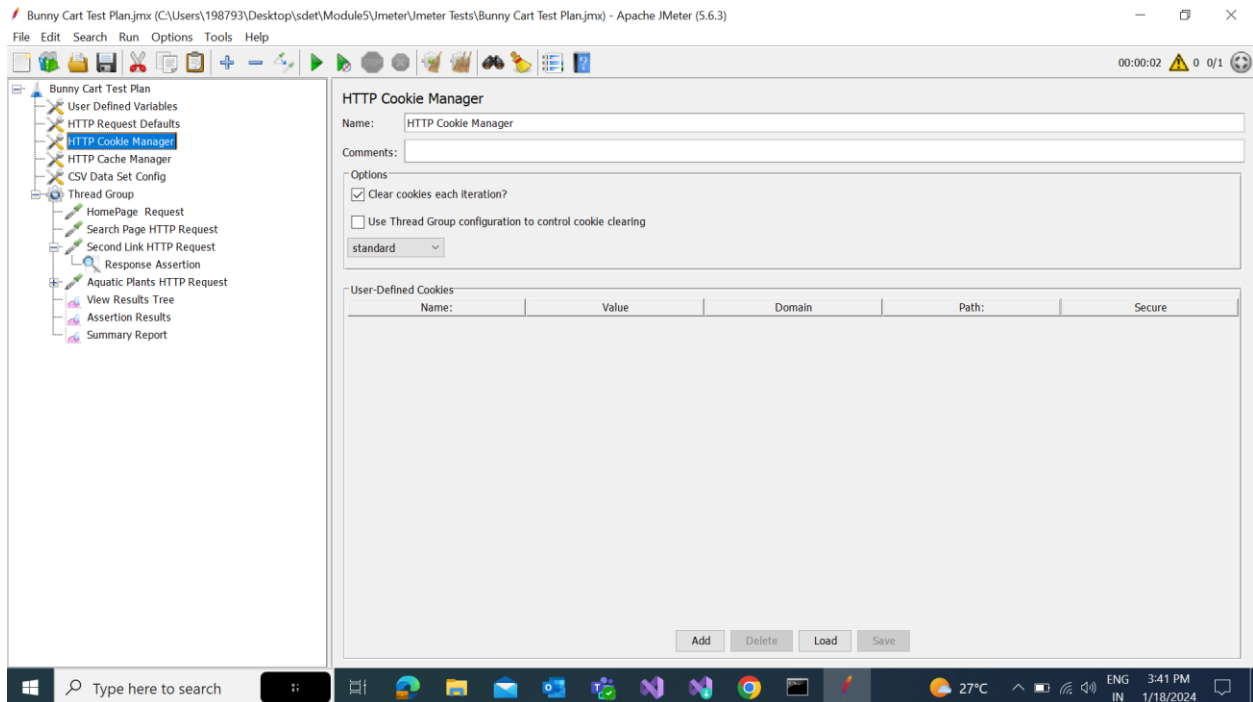 Bunny Cart Test Plan.jmx (C:\Users\198793\Desktop\sdet\Module5\Jmeter\Jmeter Tests\Bunny Cart Test Plan.jmx) - Apache JMeter (5.6.3)
File Edit Search Run Options Tools Help
00:00:02 0 0/1
Bunny Cart Test Plan
User Defined Variables
HTTP Request Defaults
HTTP Cookie Manager
HTTP Cache Manager
CSV Data Set Config
Thread Group
HomePage Request
Search Page HTTP Request
Second Link HTTP Request
Response Assertion
Aquatic Plants HTTP Request
View Results Tree
Assertion Results
Summary Report
HTTP Cookie Manager
Name: HTTP Cookie Manager
Comments:
Options
Clear cookies each iteration?
Use Thread Group configuration to control cookie clearing
standard
User-Defined Cookies
Name: Value Domain Path: Secure
Add Delete Load Save
Type here to search
27°C
ENG 3:41 PM
IN 1/18/2024